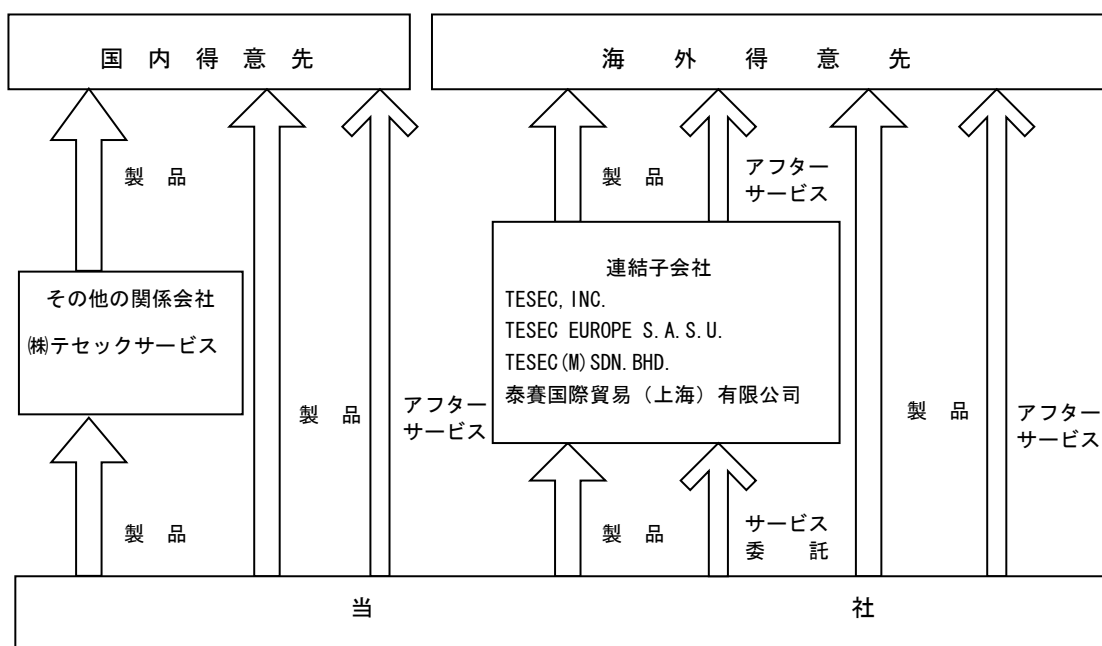 国内得意先
海外得意先
製品
製品
アフター
サービス
その他の関係会社
㈱テセックサービス
連結子会社
TESEC, INC.
TESEC EUROPE S.A.S.U.
TESEC(M)SDN.BHD.
泰賽国際貿易（上海）有限公司
製品
アフター
サービス
製品
アフター
サービス
製品
製品
サービス
委託
当社